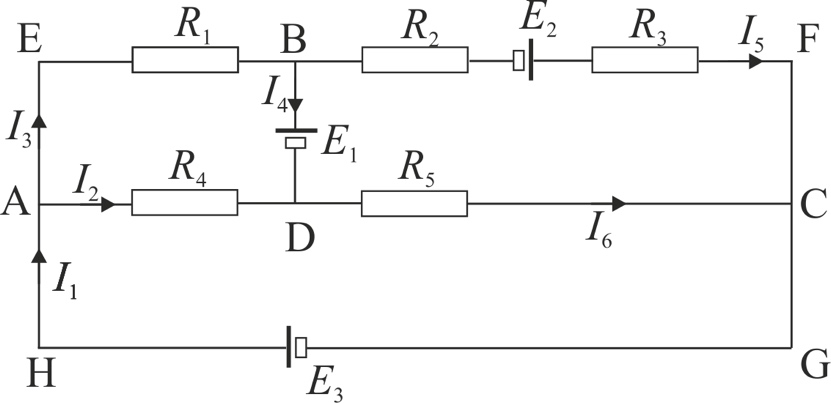 E R₁ B R₂ E₂ R₃ I₅ F
I₃ I₄ E₁
A I₂ R₄ D R₅ I₆ C
I₁
H E₃ G